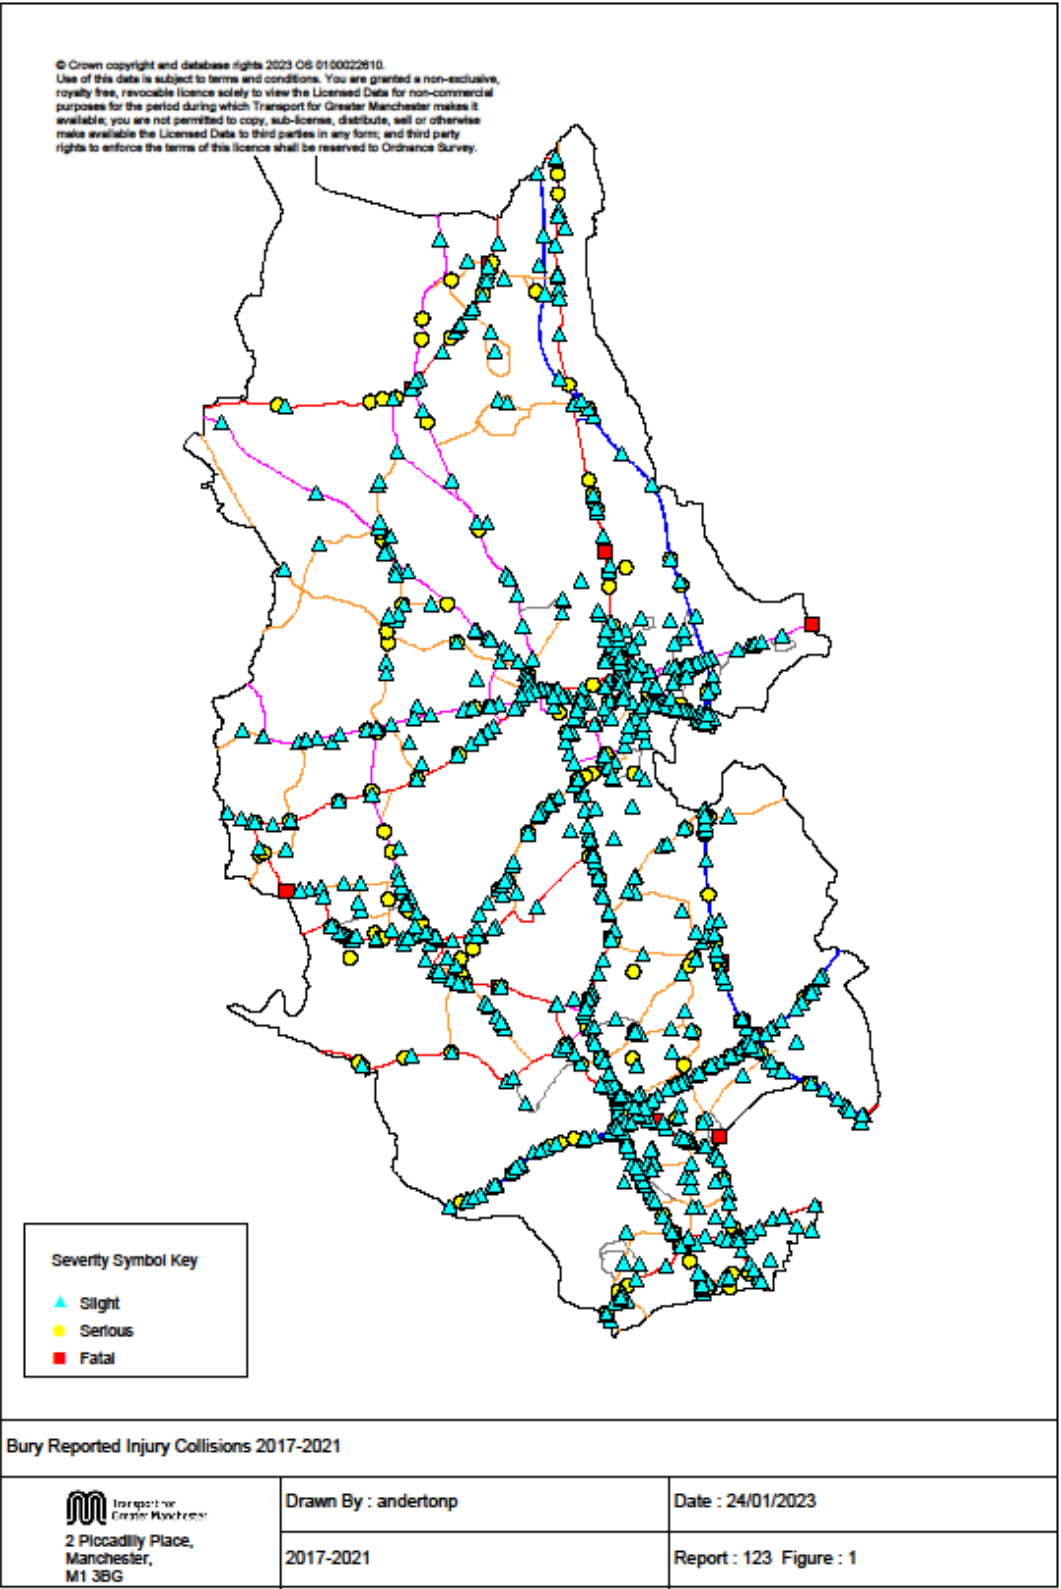 © Crown copyright and database rights 2023 OS 0100022610.
Use of this data is subject to terms and conditions. You are granted a non-exclusive,
royalty free, revocable licence solely to view the Licensed Data for non-commercial
purposes for the period during which Transport for Greater Manchester makes it
available; you are not permitted to copy, sub-license, distribute, sell or otherwise
make available the Licensed Data to third parties in any form; and third party
rights to enforce the terms of this licence shall be reserved to Ordnance Survey.
Severity Symbol Key
Slight
Serious
Fatal
Bury Reported Injury Collisions 2017-2021
Transport for
Greater Manchester
2 Piccadilly Place,
Manchester,
M1 3BG
Drawn By : andertonp
Date : 24/01/2023
2017-2021
Report : 123 Figure : 1